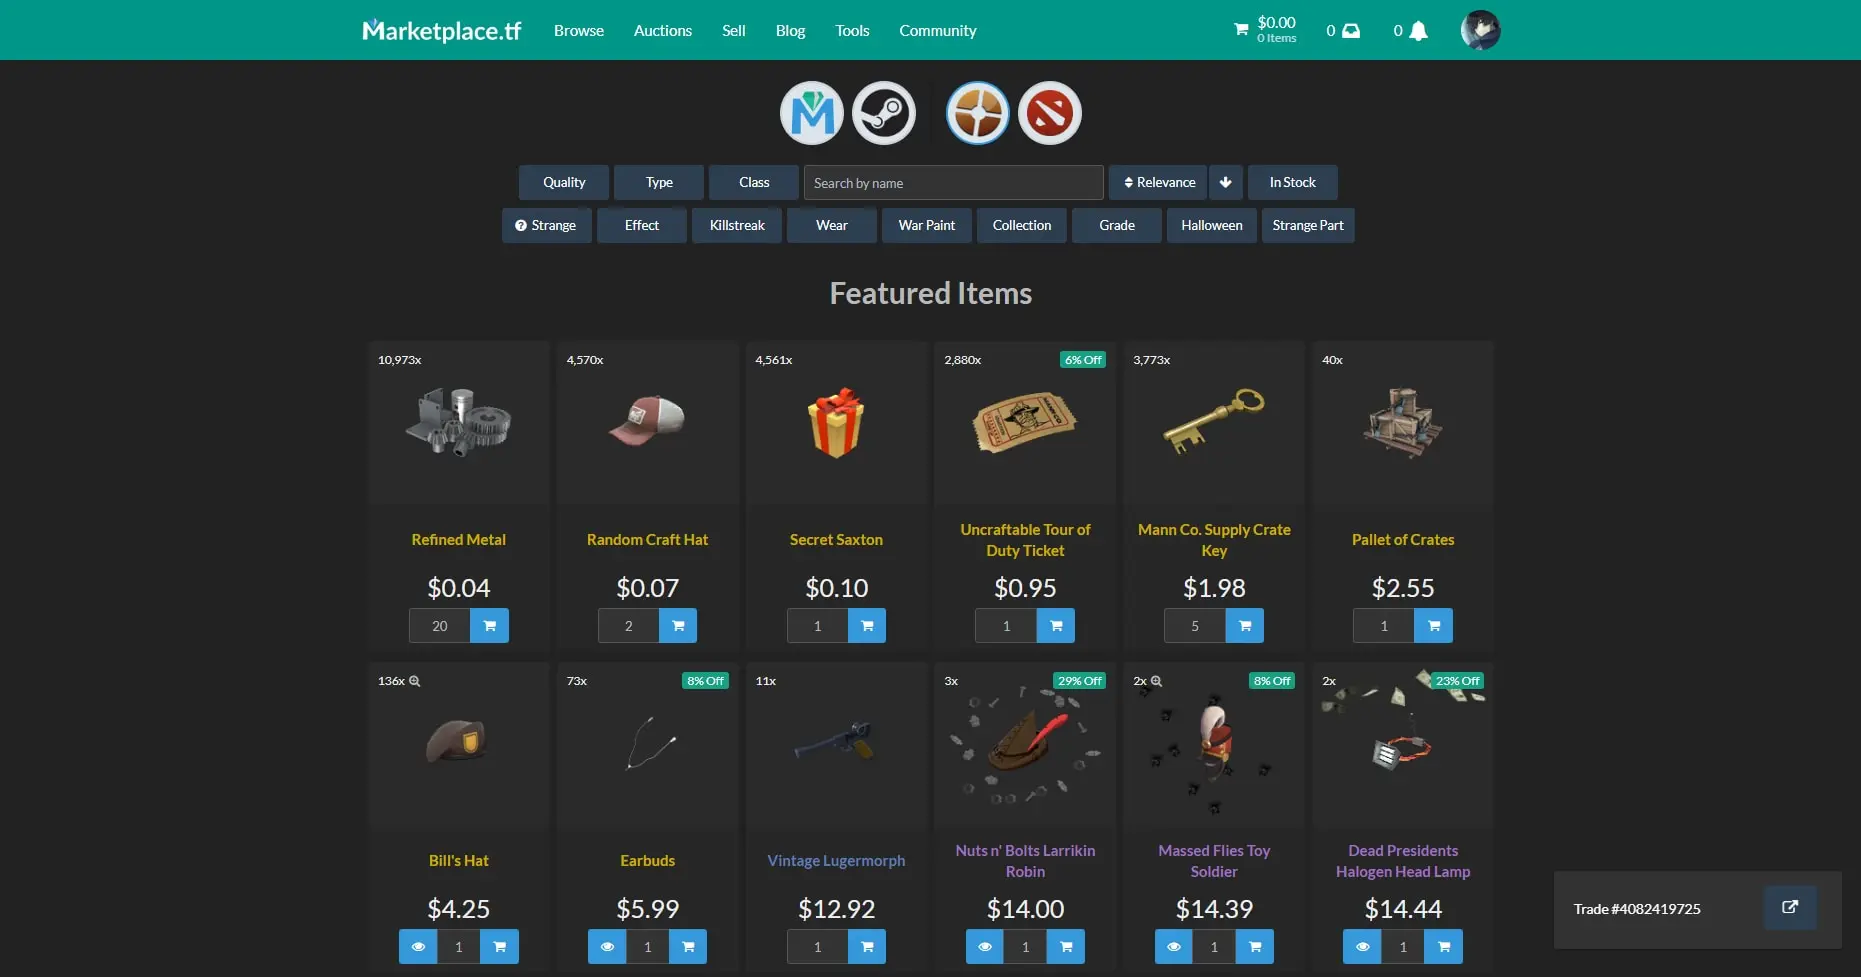 Marketplace.tf
Browse
Auctions
Sell
Blog
Tools
Community
$0.00
0 Items
0
0
Quality
Type
Class
Search by name
Relevance
In Stock
Strange
Effect
Killstreak
Wear
War Paint
Collection
Grade
Halloween
Strange Part
Featured Items
10,973x
Refined Metal
$0.04
20
4,570x
Random Craft Hat
$0.07
2
4,561x
Secret Saxton
$0.10
1
2,880x
6% Off
MANN CO.
Uncraftable Tour of
Duty Ticket
$0.95
1
3,773x
Mann Co. Supply Crate
Key
$1.98
5
40x
Pallet of Crates
$2.55
1
136x
Bill's Hat
$4.25
1
73x
8% Off
Earbuds
$5.99
1
11x
Vintage Lugermorph
$12.92
1
3x
29% Off
Nuts n' Bolts Larrikin
Robin
$14.00
1
2x
8% Off
Massed Flies Toy
Soldier
$14.39
1
2x
23% Off
Dead Presidents
Halogen Head Lamp
$14.44
1
Trade #4082419725